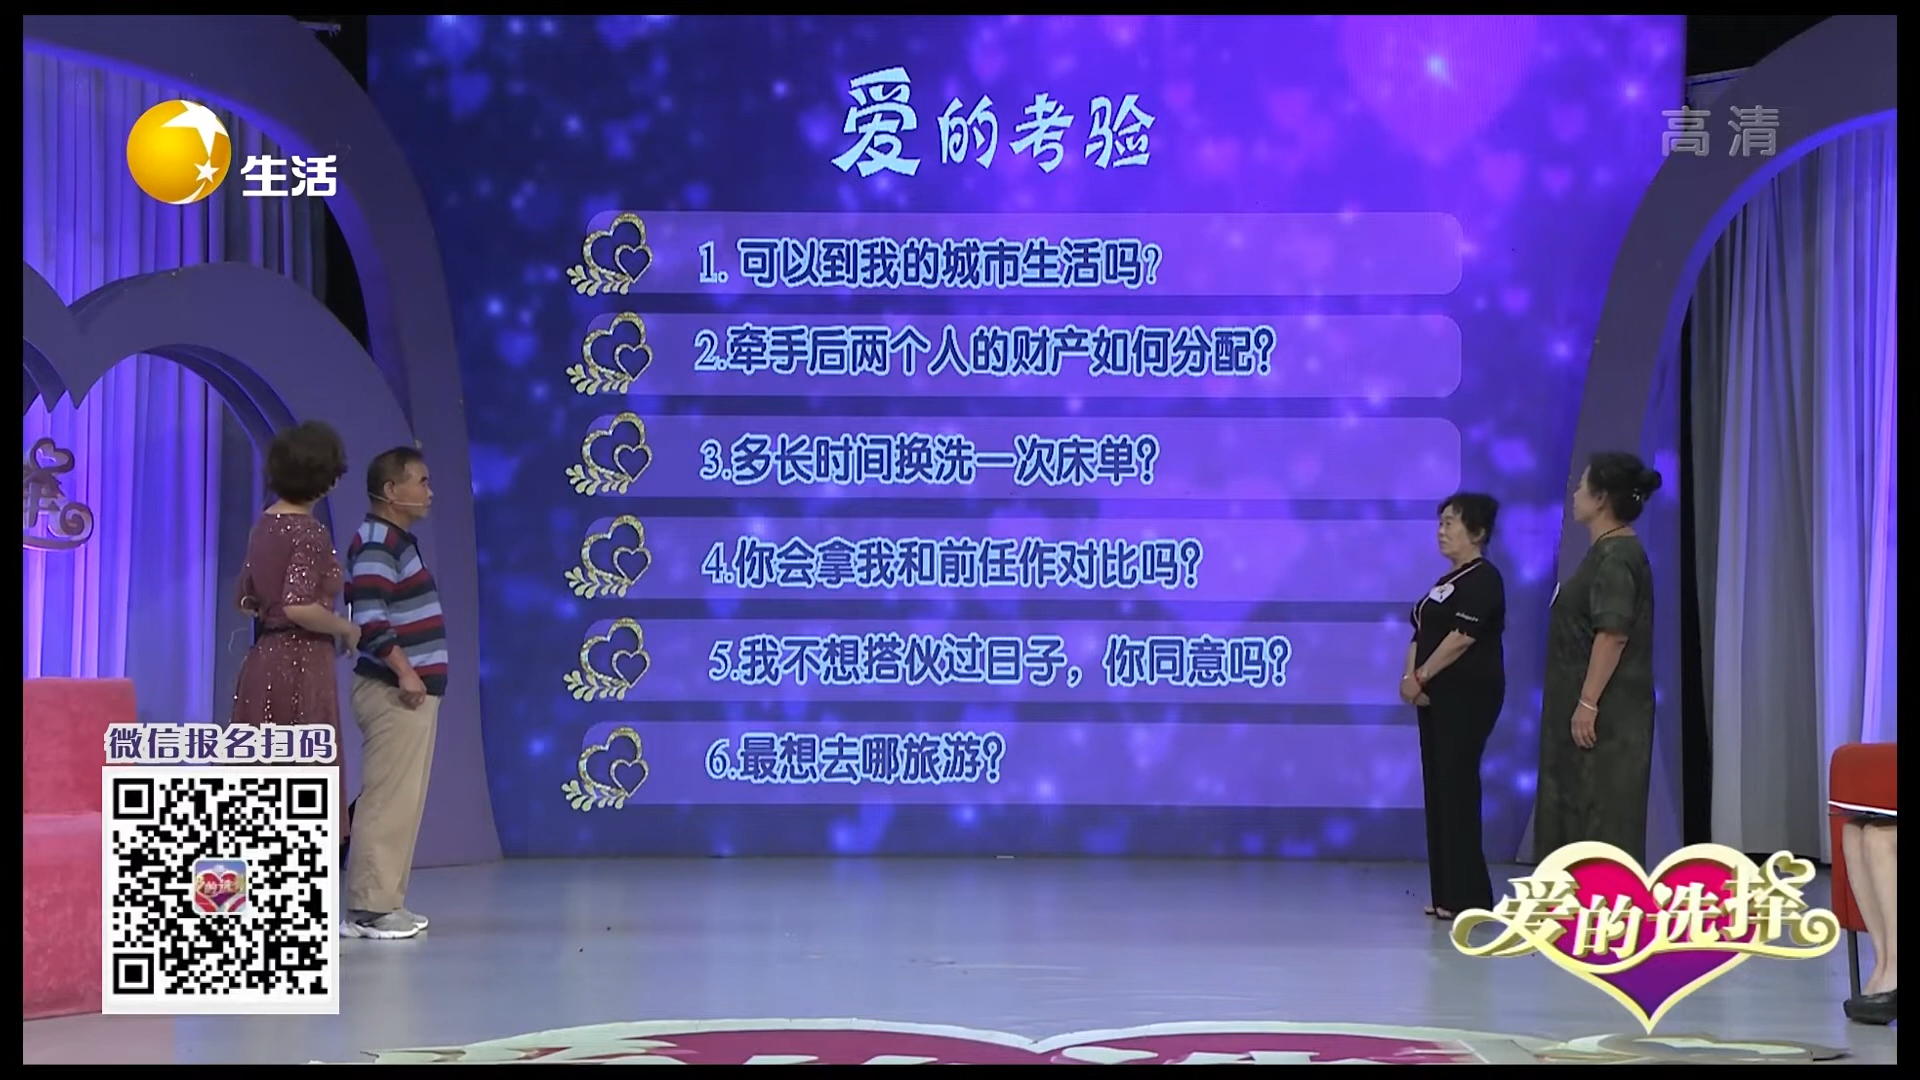 爱的考验
高清
生活
1. 可以到我的城市生活吗?
2.牵手后两个人的财产如何分配?
3.多长时间换洗一次床单?
4.你会拿我和前任作对比吗?
5.我不想搭伙过日子，你同意吗?
6.最想去哪旅游?
微信报名扫码
爱的选择